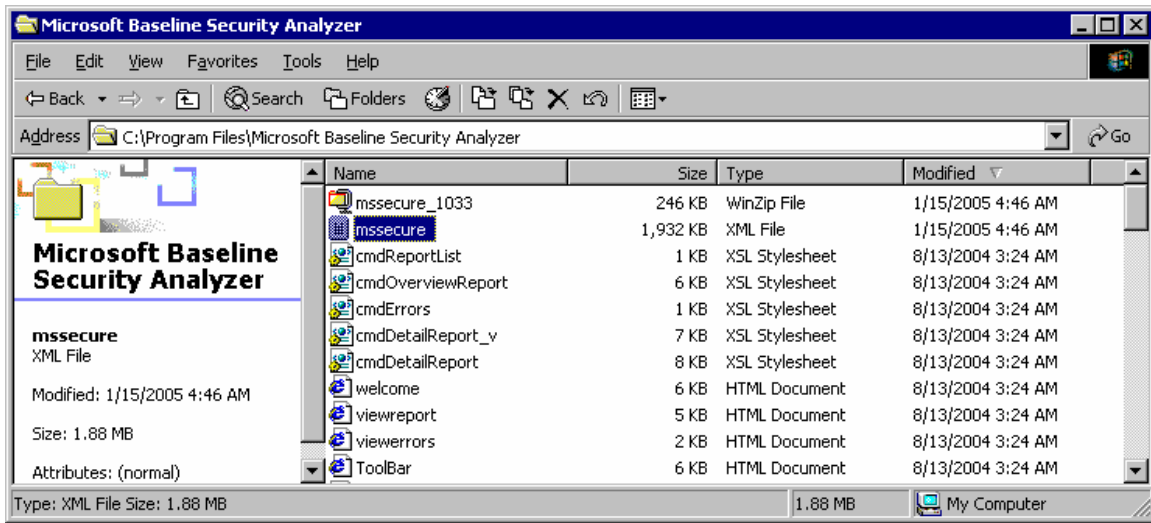 Microsoft Baseline Security Analyzer
File Edit View Favorites Tools Help
Back Search Folders
Address C:\Program Files\Microsoft Baseline Security Analyzer Go
Microsoft Baseline
Security Analyzer
mssecure
XML File
Modified: 1/15/2005 4:46 AM
Size: 1.88 MB
Attributes: (normal)
Name Size Type Modified
mssecure_1033 246 KB WinZip File 1/15/2005 4:46 AM
mssecure 1,932 KB XML File 1/15/2005 4:46 AM
cmdReportList 1 KB XSL Stylesheet 8/13/2004 3:24 AM
cmdOverviewReport 6 KB XSL Stylesheet 8/13/2004 3:24 AM
cmdErrors 1 KB XSL Stylesheet 8/13/2004 3:24 AM
cmdDetailReport_v 7 KB XSL Stylesheet 8/13/2004 3:24 AM
cmdDetailReport 8 KB XSL Stylesheet 8/13/2004 3:24 AM
welcome 6 KB HTML Document 8/13/2004 3:24 AM
viewreport 5 KB HTML Document 8/13/2004 3:24 AM
viewerrors 2 KB HTML Document 8/13/2004 3:24 AM
ToolBar 6 KB HTML Document 8/13/2004 3:24 AM
Type: XML File Size: 1.88 MB 1.88 MB My Computer